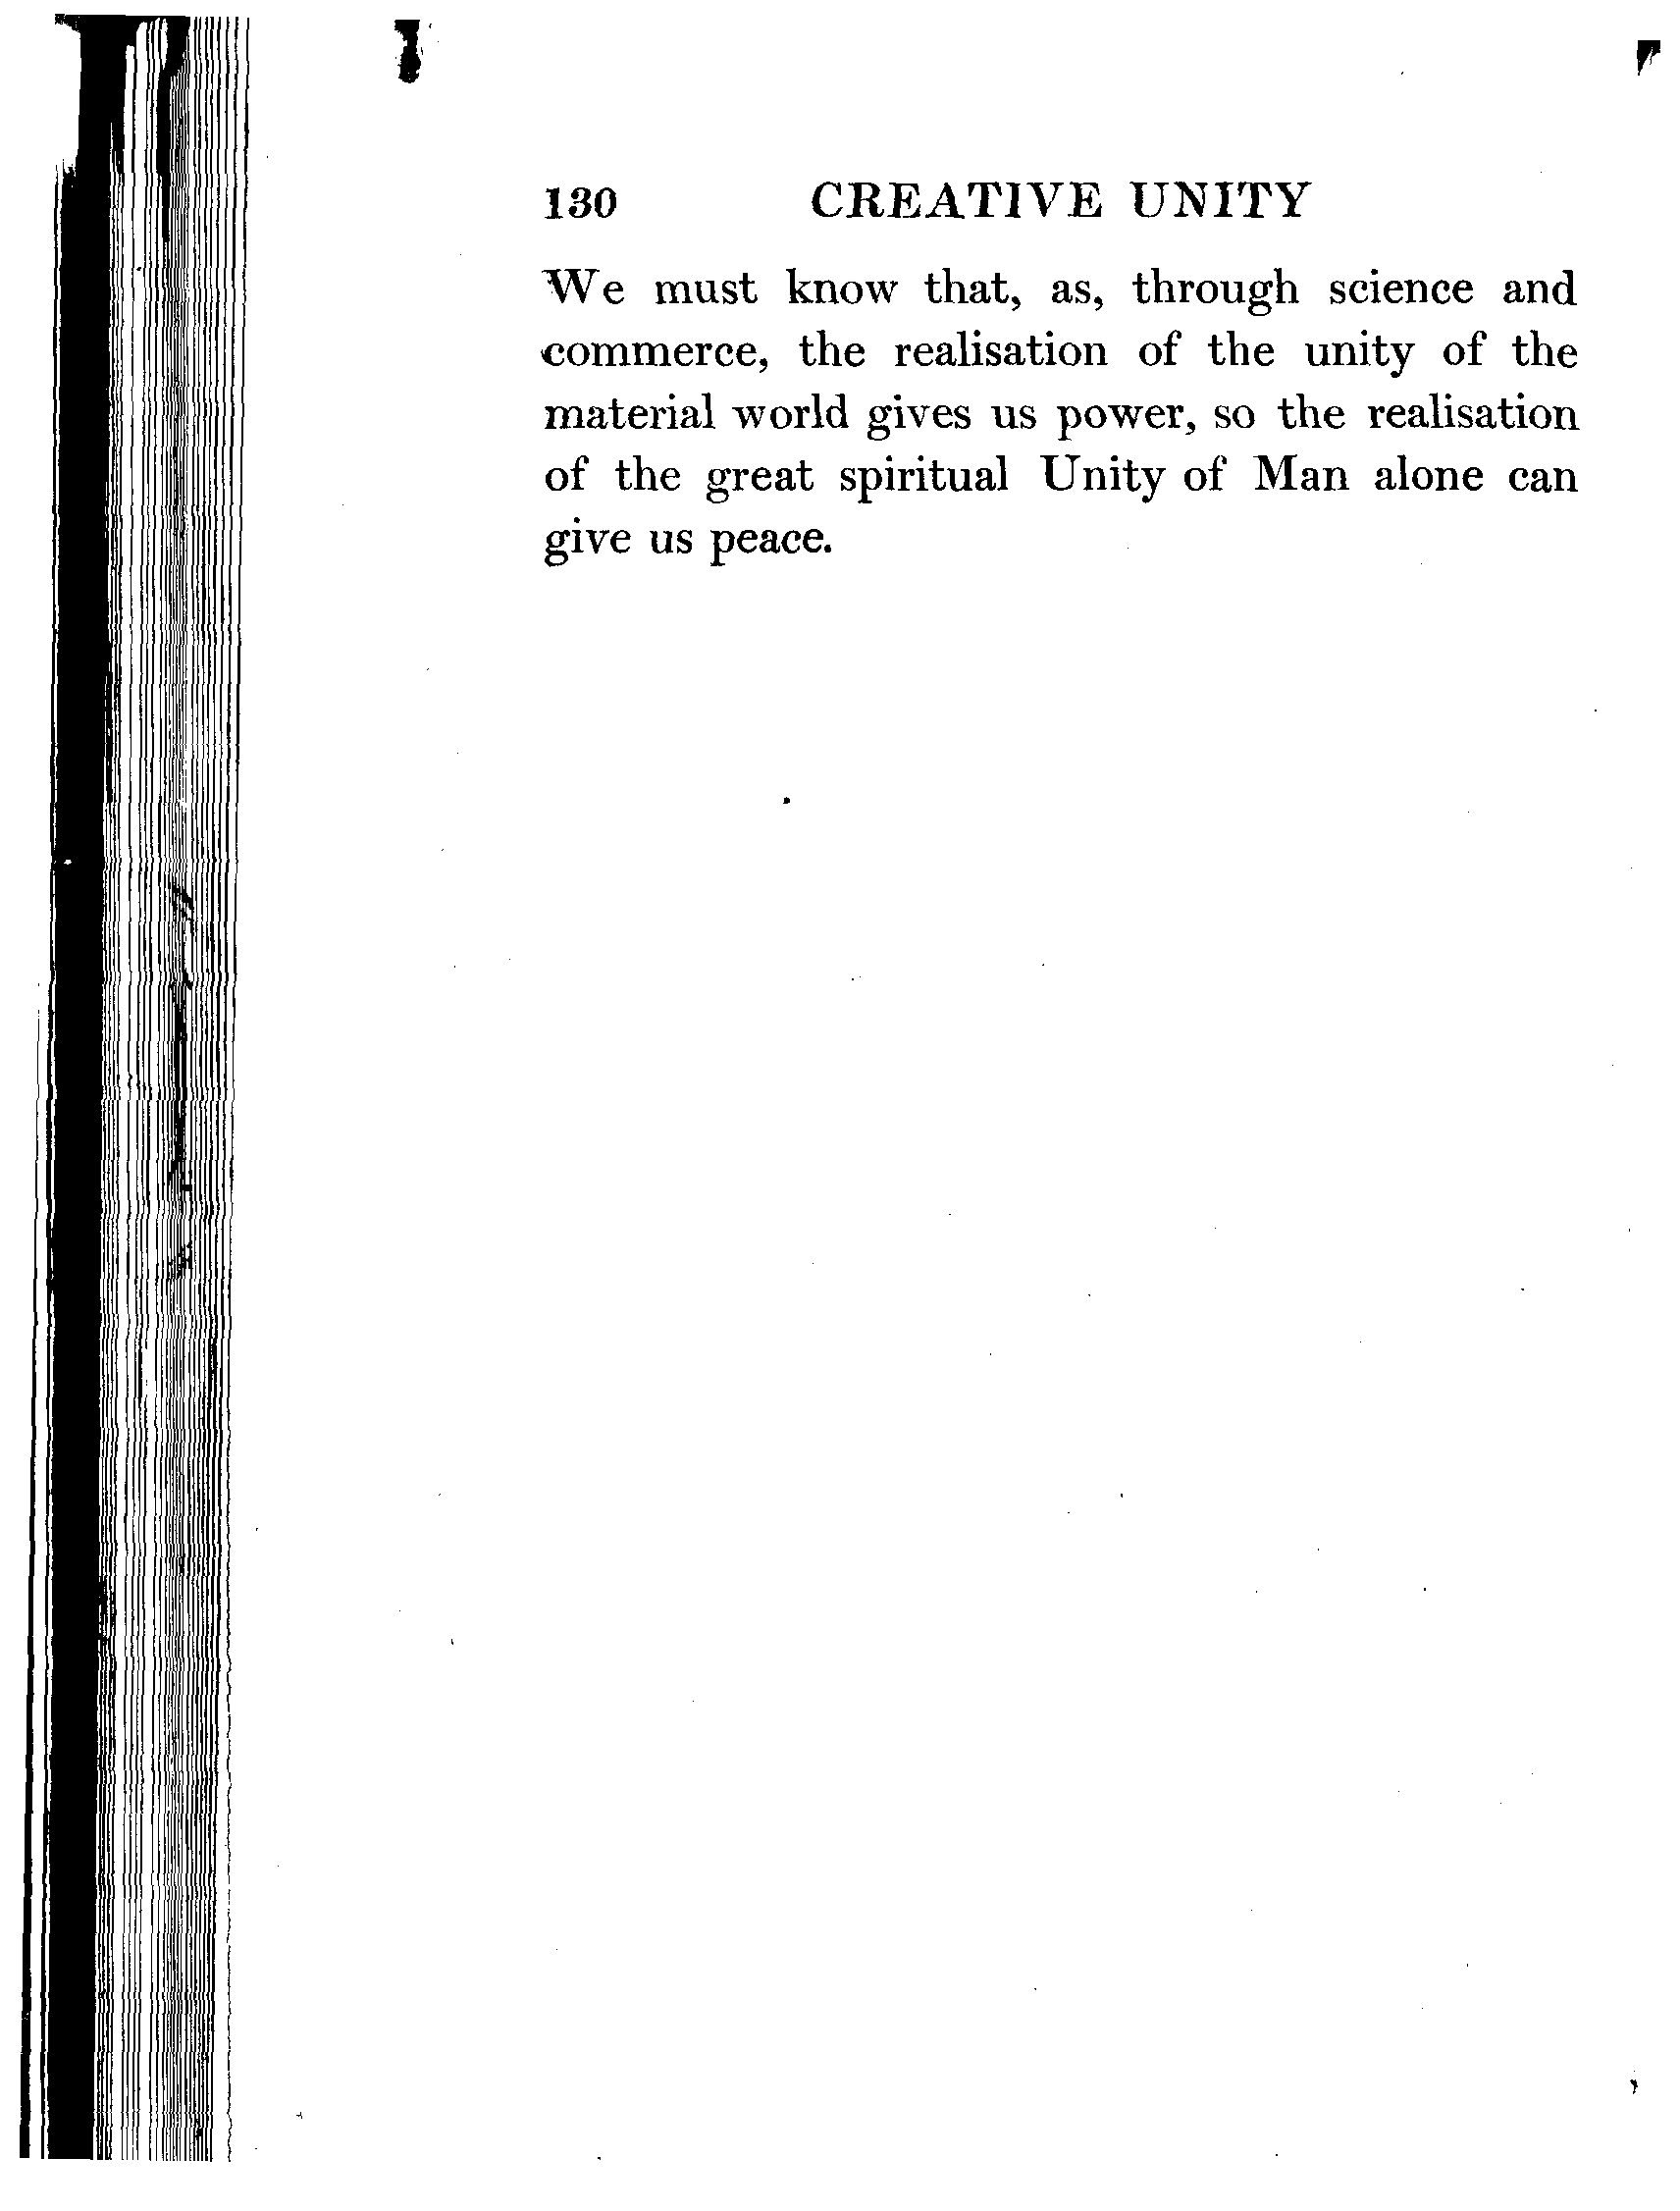 130 CREATIVE UNITY
We must know that, as, through science and
commerce, the realisation of the unity of the
material world gives us power, so the realisation
of the great spiritual Unity of Man alone can
give us peace.